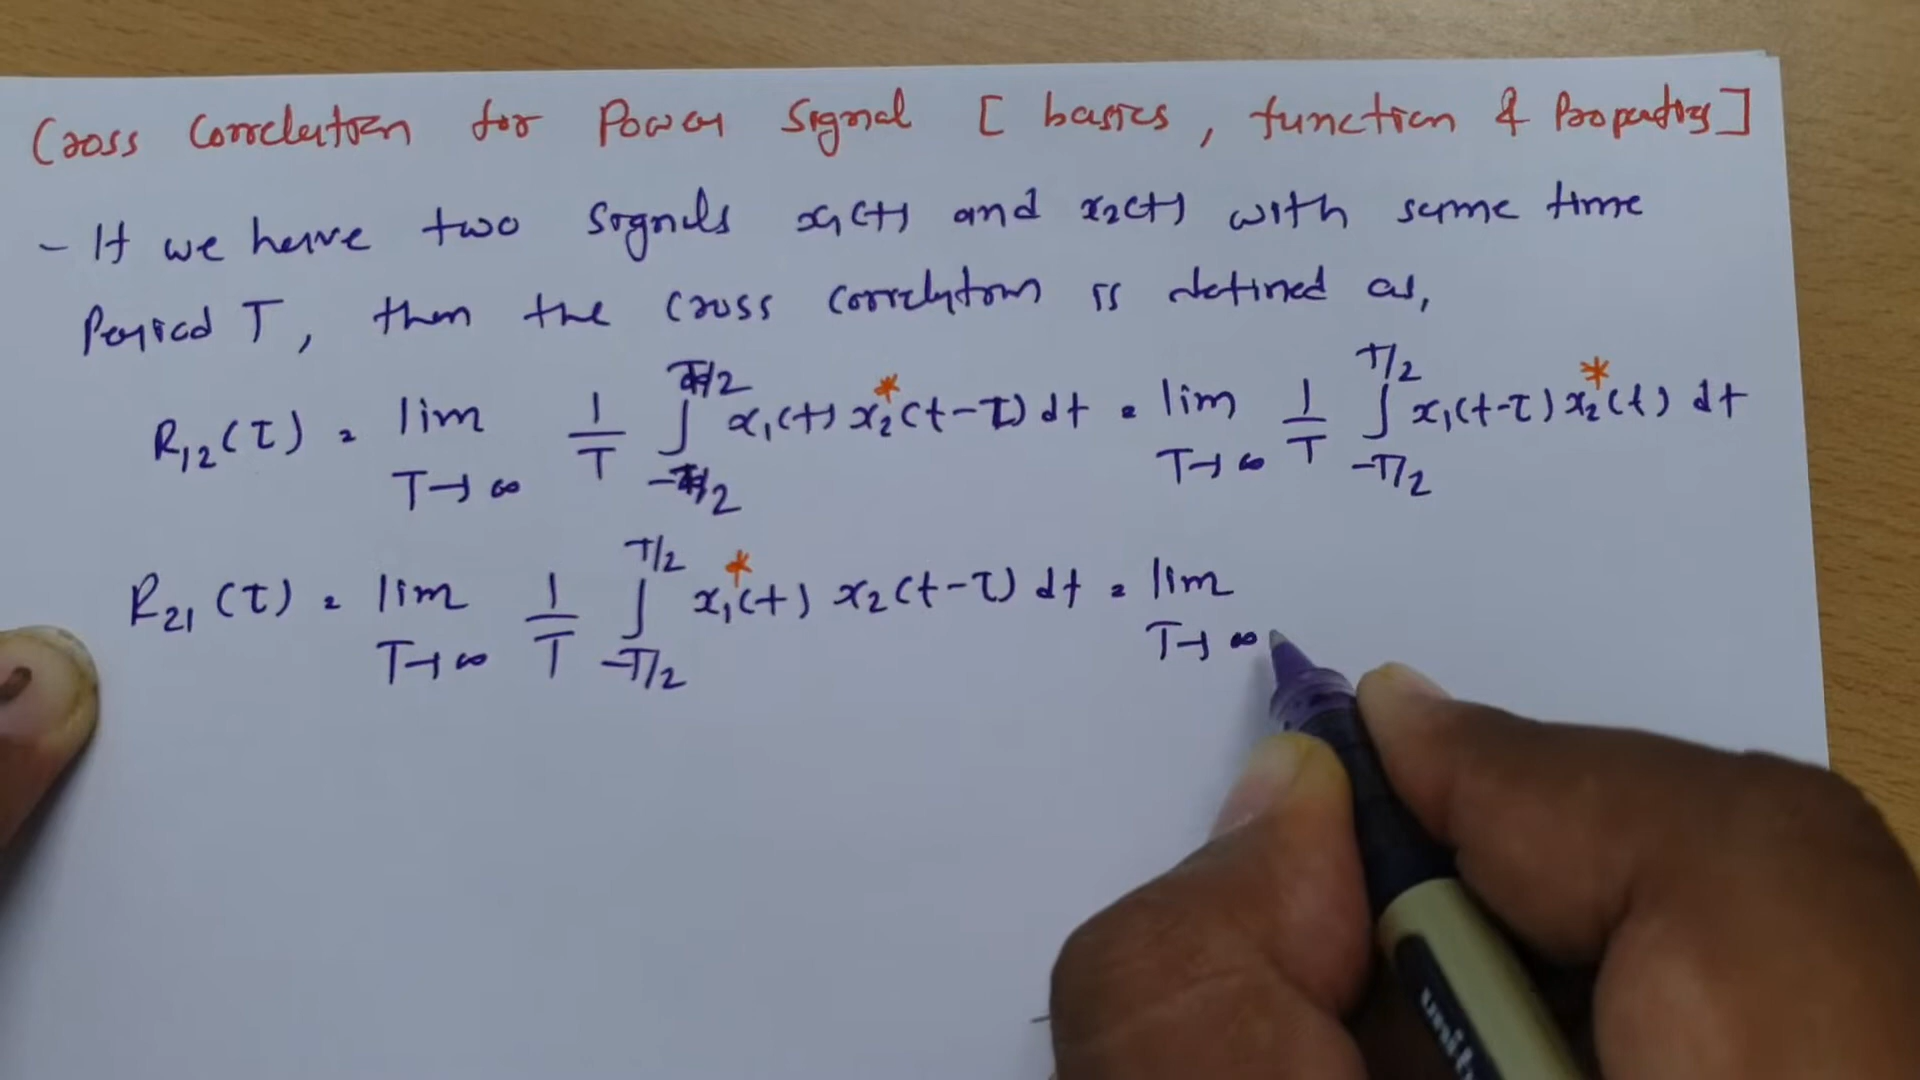 Cross Correlation for Power Signal [ basics, function & Properties ]
- If we have two signals x₁(t) and x₂(t) with same time
Period T, then the cross correlation is defined as,
R₁₂(τ) = lim T→∞ 1/T ∫_{-T/2}^{T/2} x₁(t) x₂*(t-τ) dt = lim T→∞ 1/T ∫_{-T/2}^{T/2} x₁(t-τ) x₂*(t) dt
R₂₁(τ) = lim T→∞ 1/T ∫_{-T/2}^{T/2} x₁*(t) x₂(t-τ) dt = lim T→∞